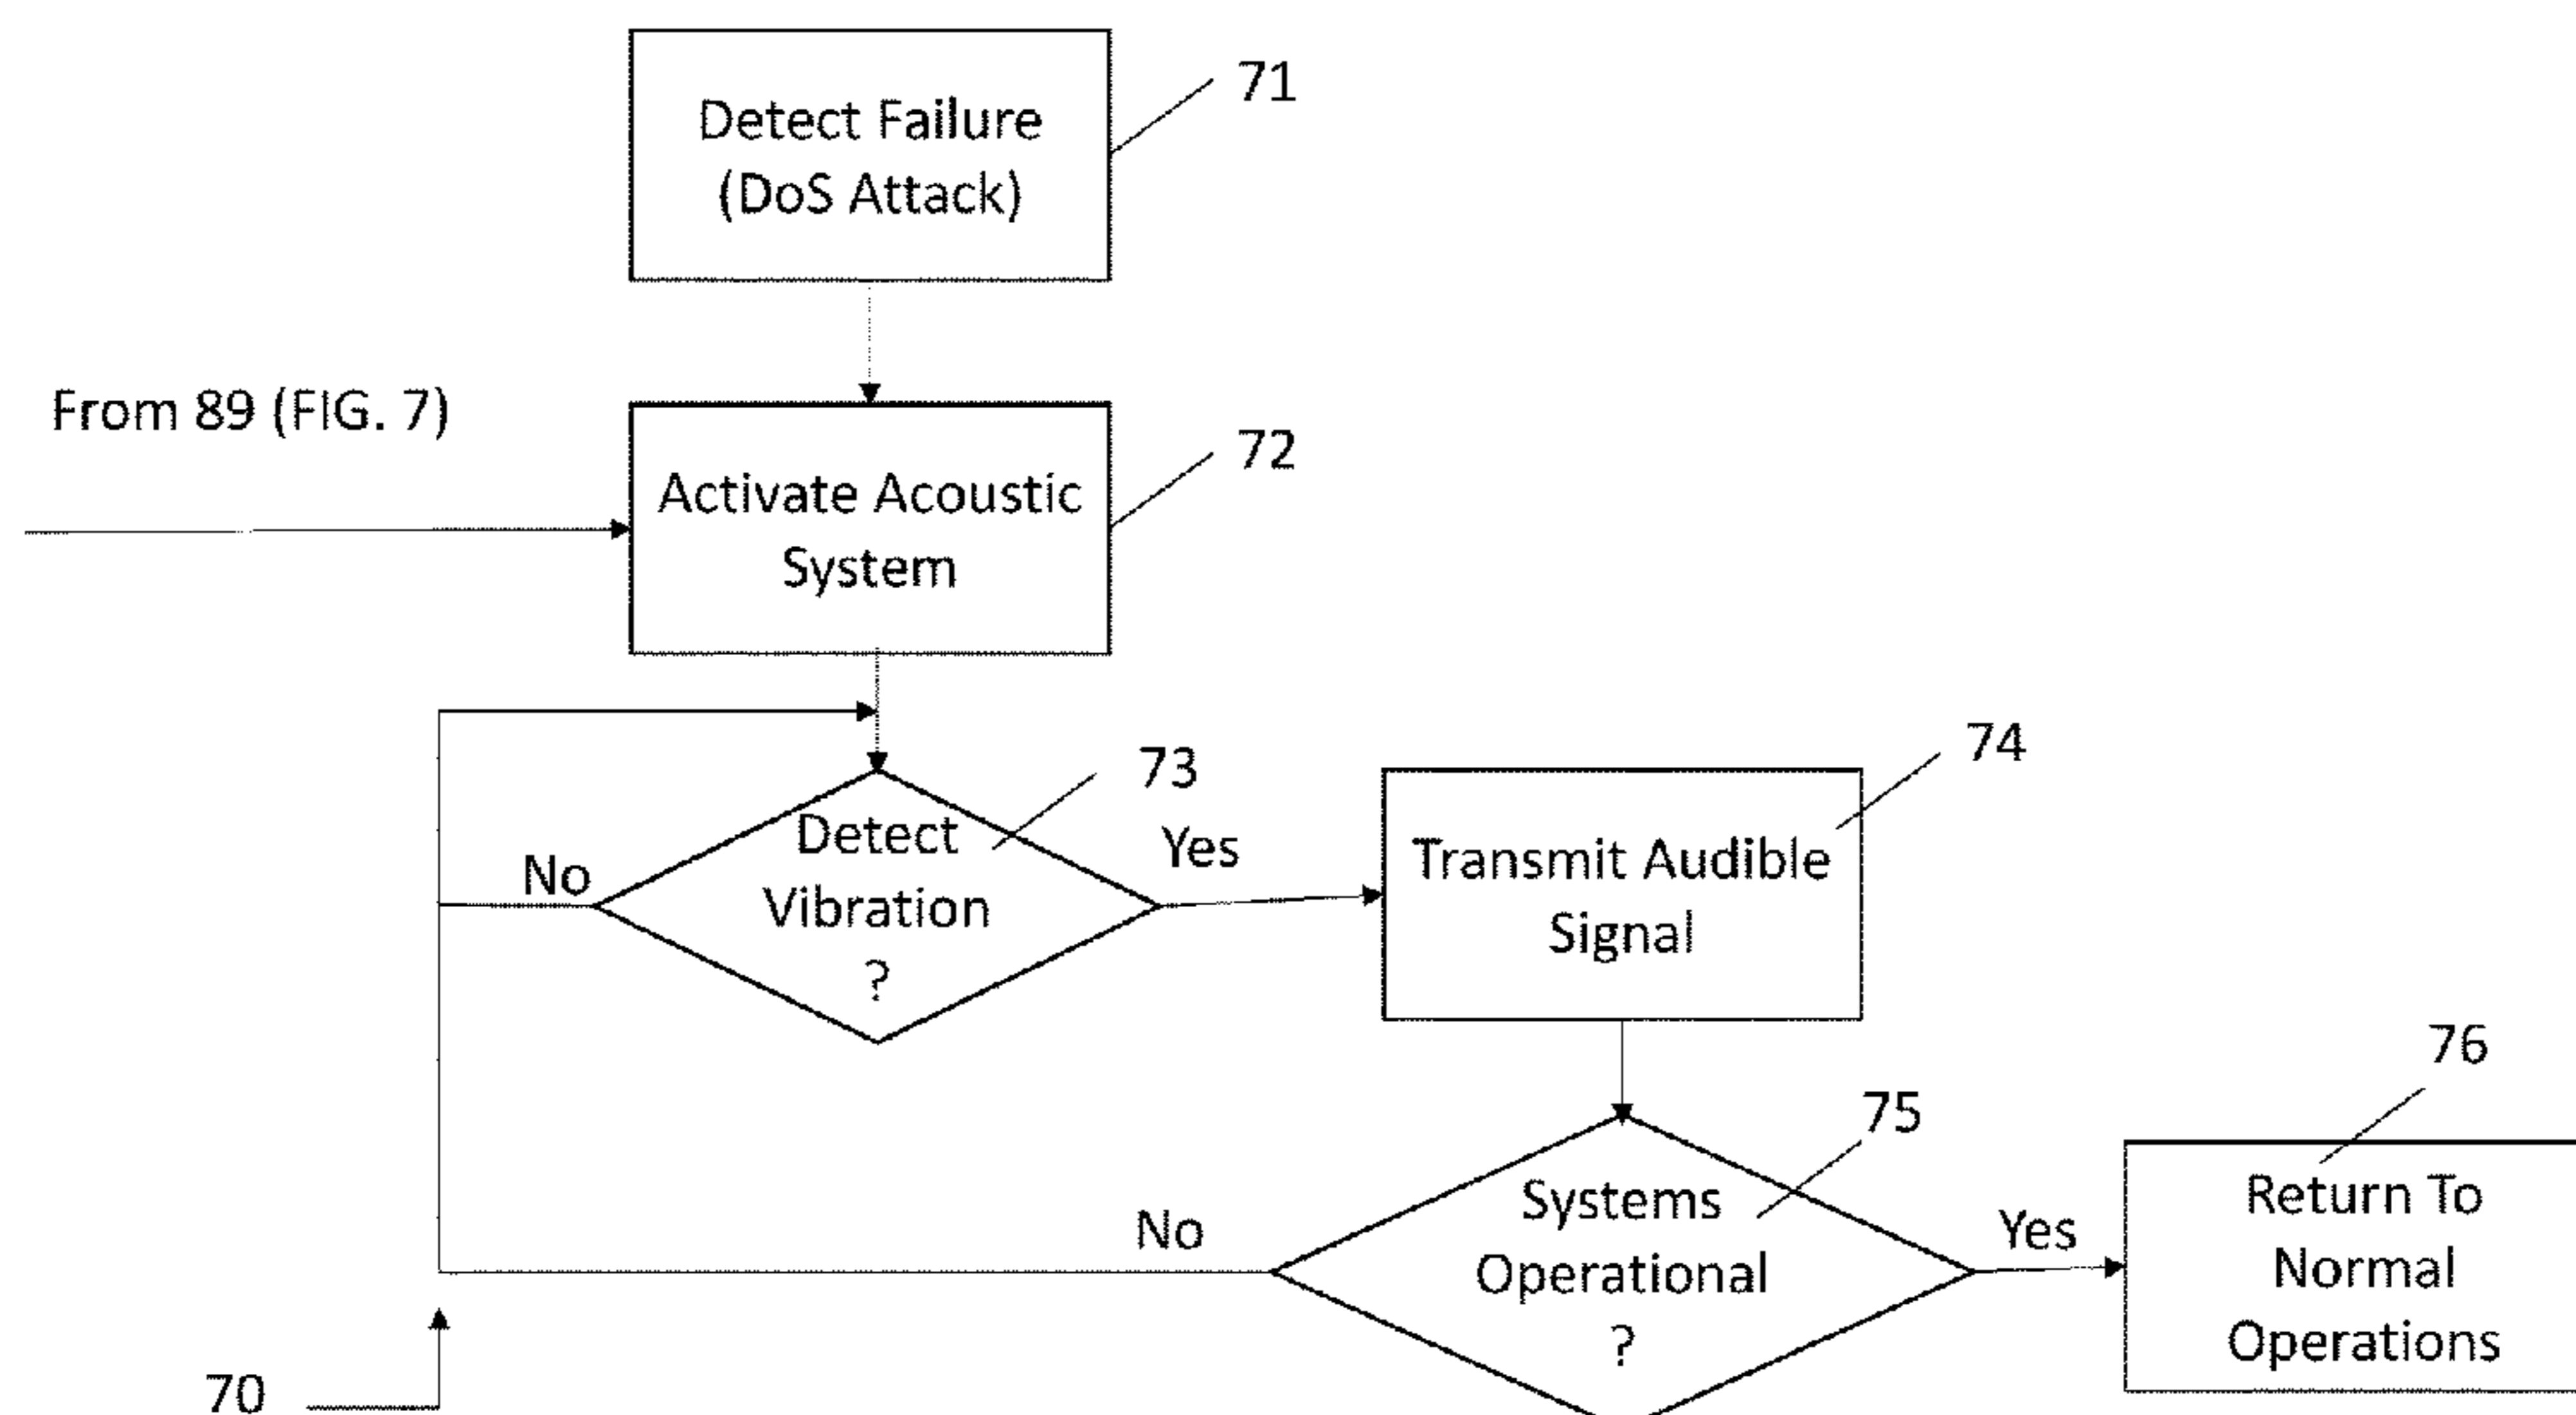 Detect Failure
(DoS Attack)
71
From 89 (FIG. 7)
Activate Acoustic
System
72
Detect
Vibration
?
73
No
Yes
Transmit Audible
Signal
74
Systems
Operational
?
75
No
Yes
Return To
Normal
Operations
76
70